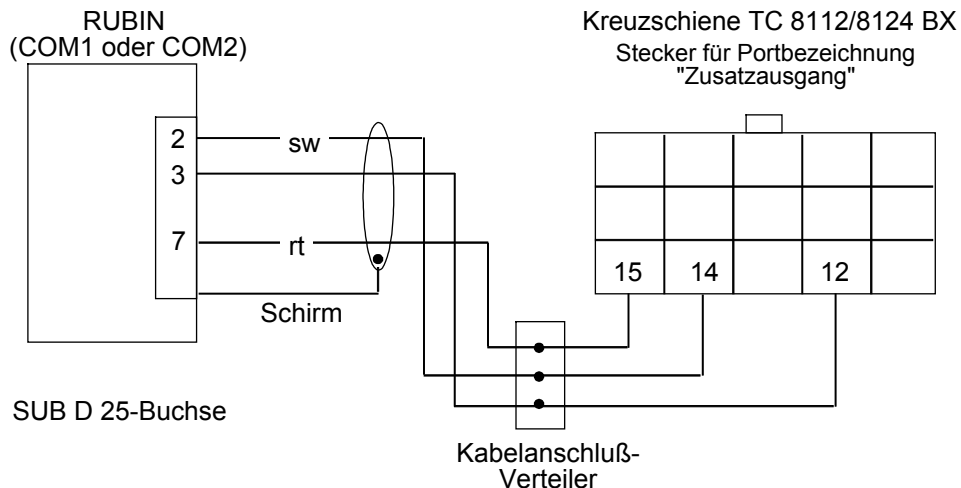 RUBIN
(COM1 oder COM2)
Kreuzschiene TC 8112/8124 BX
Stecker für Portbezeichnung
"Zusatzausgang"
2
sw
3
7
rt
15
14
12
Schirm
SUB D 25-Buchse
Kabelanschluß-
Verteiler